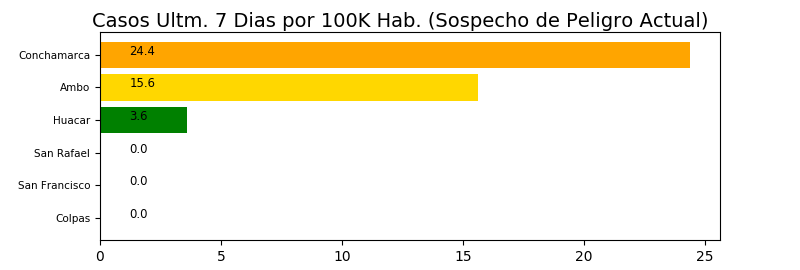 Casos Ultm. 7 Dias por 100K Hab. (Sospecho de Peligro Actual)
Conchamarca 24.4
Ambo 15.6
Huacar 3.6
San Rafael 0.0
San Francisco 0.0
Colpas 0.0
0 5 10 15 20 25